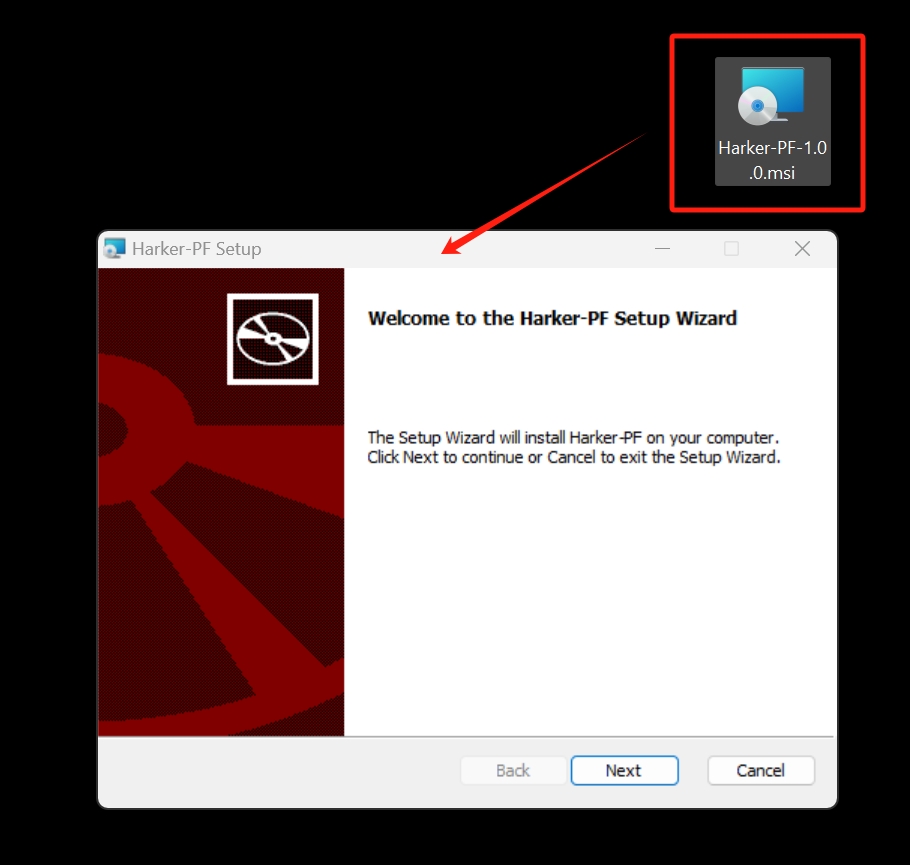 Harker-PF-1.0
.0.msi
Harker-PF Setup
Welcome to the Harker-PF Setup Wizard
The Setup Wizard will install Harker-PF on your computer.
Click Next to continue or Cancel to exit the Setup Wizard.
Back
Next
Cancel